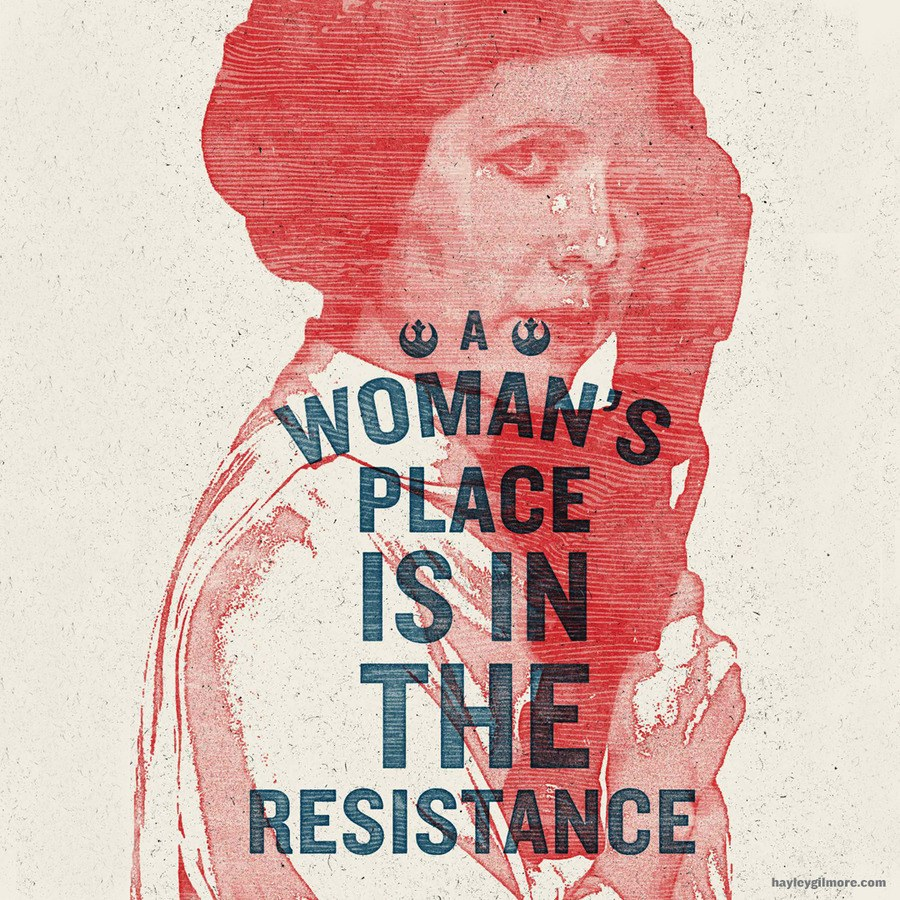 A
WOMAN'S
PLACE
IS IN
THE
RESISTANCE
hayleygilmore.com